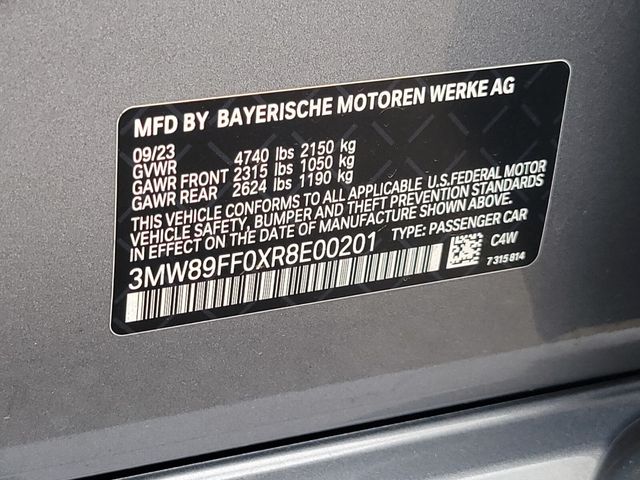 MFD BY BAYERISCHE MOTOREN WERKE AG
09/23
GVWR 4740 lbs 2150 kg
GAWR FRONT 2315 lbs 1050 kg
GAWR REAR 2624 lbs 1190 kg
THIS VEHICLE CONFORMS TO ALL APPLICABLE U.S.FEDERAL MOTOR
VEHICLE SAFETY, BUMPER AND THEFT PREVENTION STANDARDS
IN EFFECT ON THE DATE OF MANUFACTURE SHOWN ABOVE.
3MW89FF0XR8E00201 TYPE: PASSENGER CAR
C4W
7315814